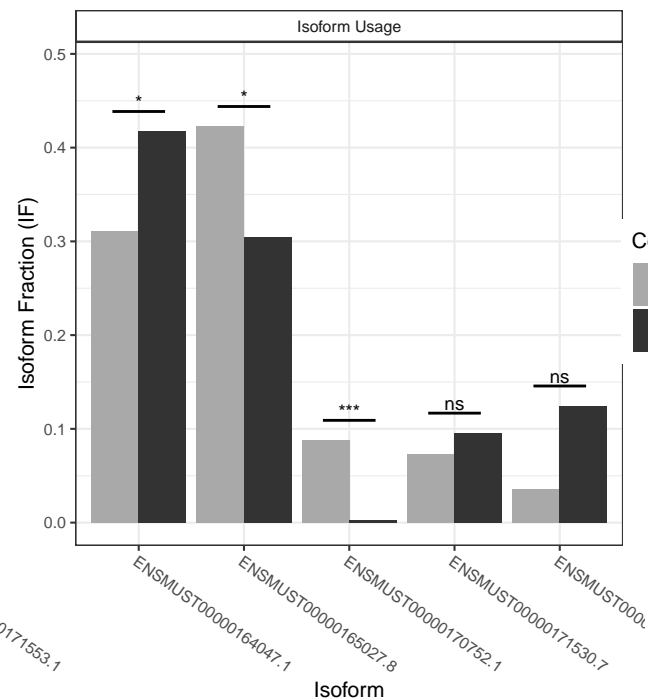 Isoform Usage
0.5
0.4
0.3
0.2
0.1
0.0
Isoform Fraction (IF)
*
*
***
ns
ns
ENSMUST00000164047.1
ENSMUST00000165027.8
ENSMUST00000170752.1
ENSMUST00000171530.7
Isoform